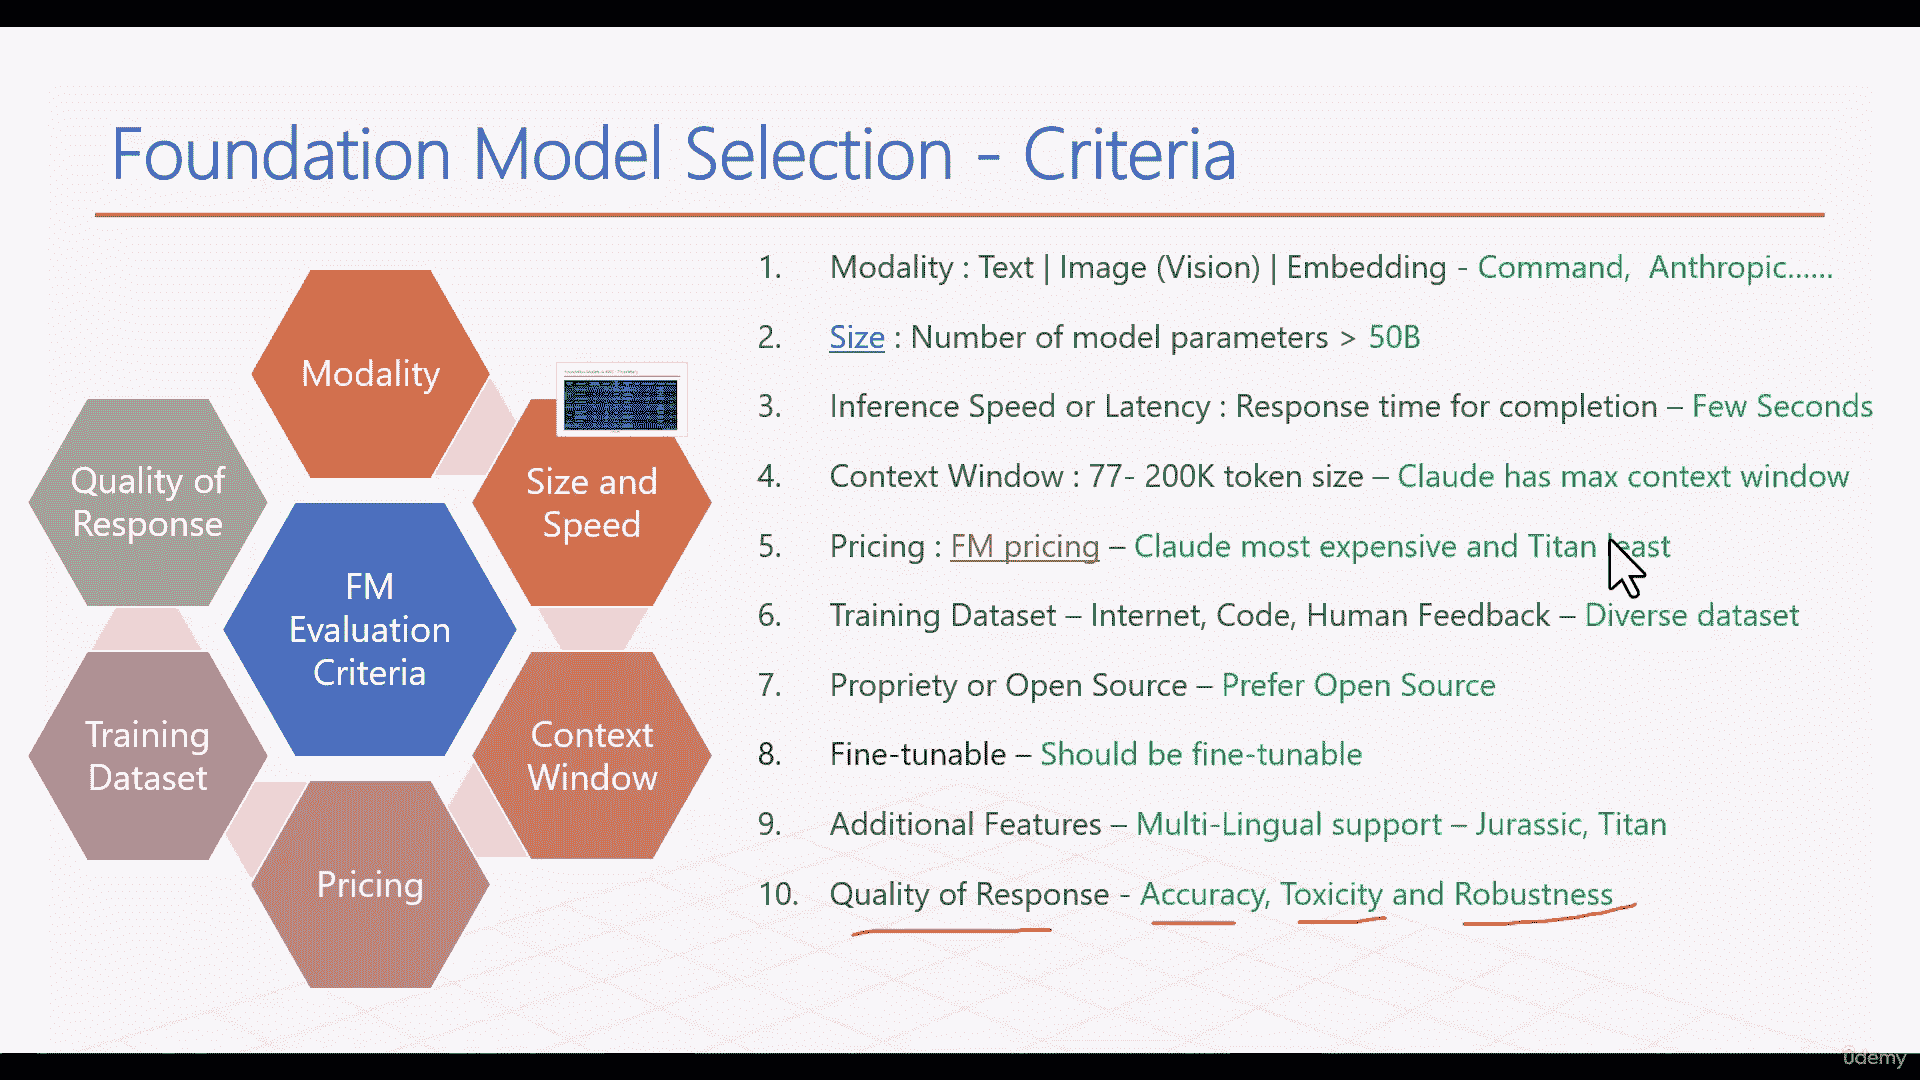 Foundation Model Selection - Criteria
Modality
Quality of
Response
Size and
Speed
FM
Evaluation
Criteria
Training
Dataset
Context
Window
Pricing
1. Modality : Text | Image (Vision) | Embedding - Command, Anthropic......
2. Size : Number of model parameters > 50B
3. Inference Speed or Latency : Response time for completion – Few Seconds
4. Context Window : 77- 200K token size – Claude has max context window
5. Pricing : FM pricing – Claude most expensive and Titan least
6. Training Dataset – Internet, Code, Human Feedback – Diverse dataset
7. Propriety or Open Source – Prefer Open Source
8. Fine-tunable – Should be fine-tunable
9. Additional Features – Multi-Lingual support – Jurassic, Titan
10. Quality of Response - Accuracy, Toxicity and Robustness
ûdemy